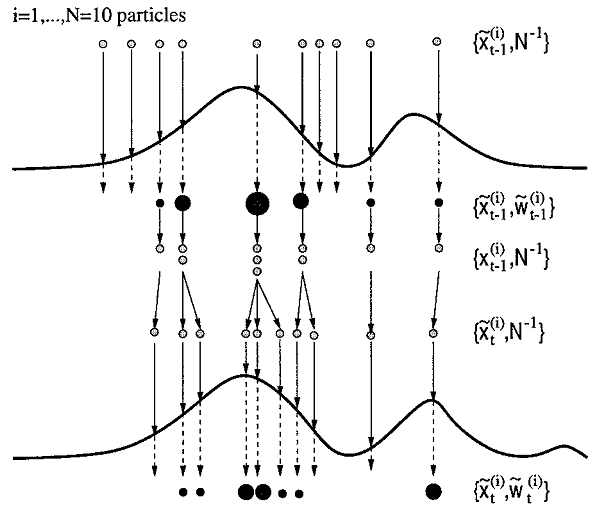 i=1,...,N=10 particles
{x̃_{t-1}^{(i)},N^{-1}}
{x̃_{t-1}^{(i)},w̃_{t-1}^{(i)}}
{x_{t-1}^{(i)},N^{-1}}
{x̃_t^{(i)},N^{-1}}
{x̃_t^{(i)},w̃_t^{(i)}}